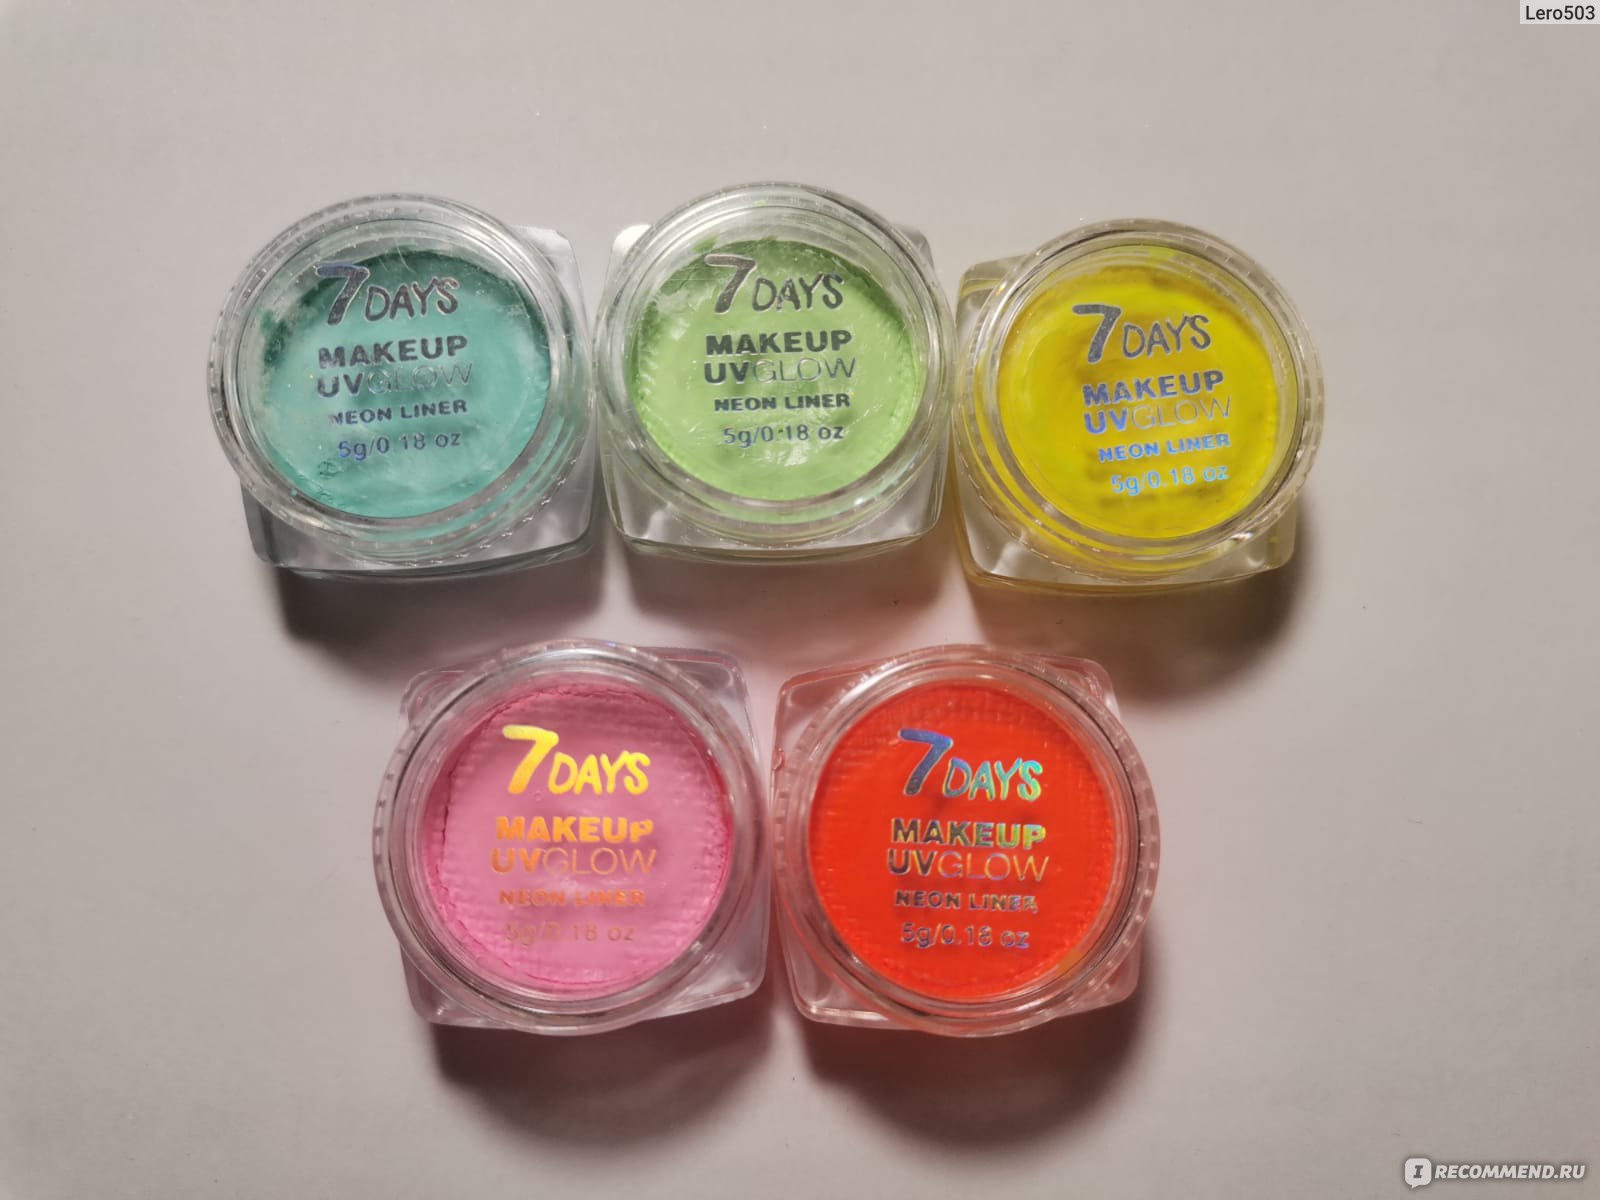 Lero503
7 DAYS
MAKEUP
UVGLOW
NEON LINER
5g/0.18 oz
7 DAYS
MAKEUP
UVGLOW
NEON LINER
5g/0.18 oz
7 DAYS
MAKEUP
UVGLOW
NEON LINER
5g/0.18 oz
7 DAYS
MAKEUP
UVGLOW
NEON LINER
5g/0.18 oz
7 DAYS
MAKEUP
UVGLOW
NEON LINER
5g/0.18 oz
I RECOMMEND.RU